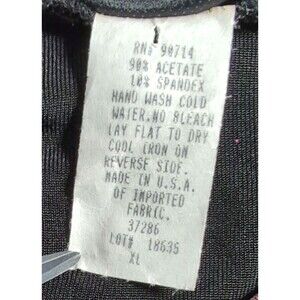 RN# 90714
90% ACETATE
10% SPANDEX
HAND WASH COLD
WATER.NO BLEACH
LAY FLAT TO DRY
COOL IRON ON
REVERSE SIDE.
MADE IN U.S.A.
OF IMPORTED
FABRIC.
37286
LOT# 18635
XL